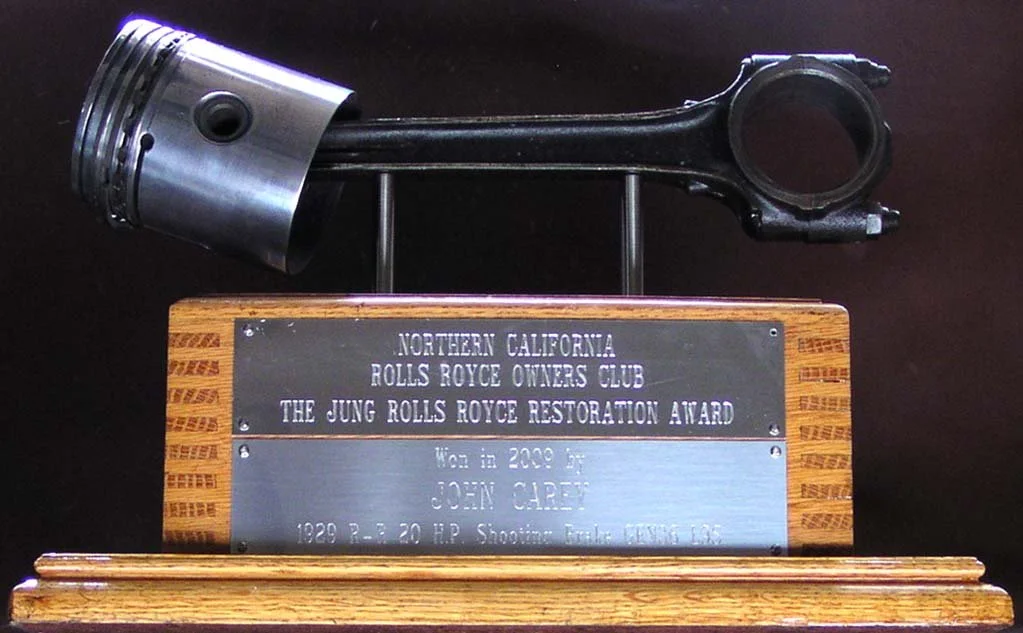 NORTHERN CALIFORNIA
ROLLS ROYCE OWNERS CLUB
THE JUNG ROLLS ROYCE RESTORATION AWARD
Won in 2009 by
JOHN CAREY
1929 R-R 20 H.P. Shooting Brake